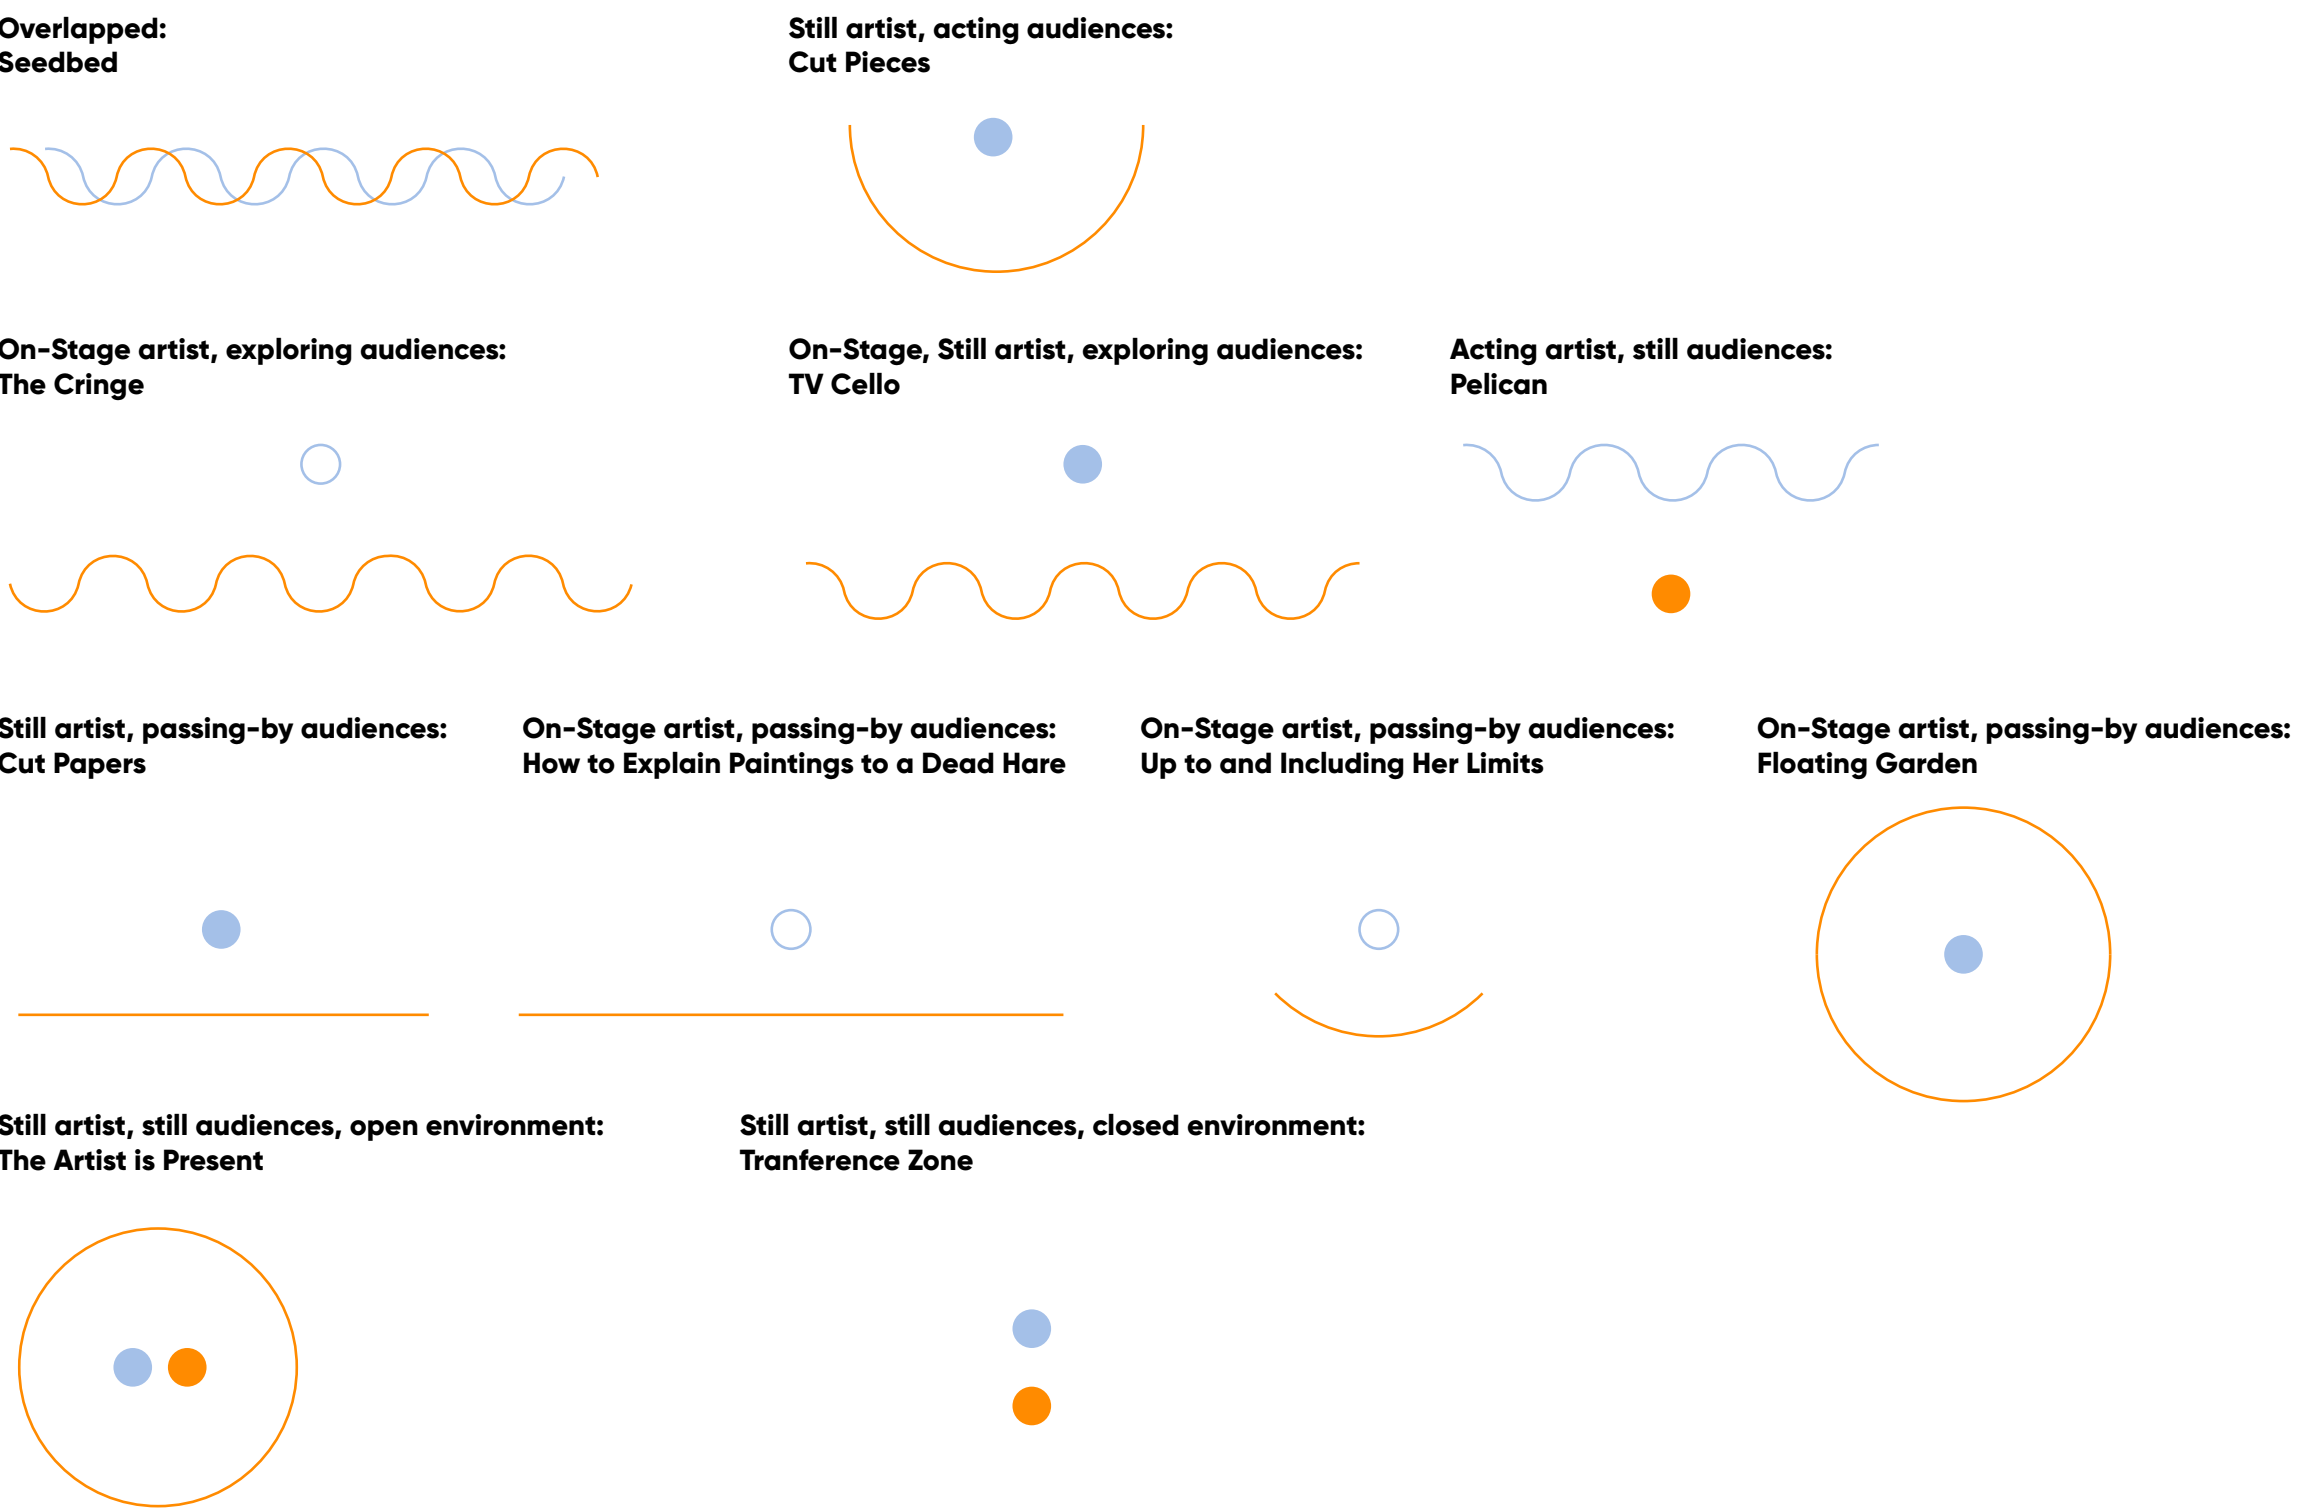 Overlapped:
Seedbed
Still artist, acting audiences:
Cut Pieces
On-Stage artist, exploring audiences:
The Cringe
On-Stage, Still artist, exploring audiences:
TV Cello
Acting artist, still audiences:
Pelican
Still artist, passing-by audiences:
Cut Papers
On-Stage artist, passing-by audiences:
How to Explain Paintings to a Dead Hare
On-Stage artist, passing-by audiences:
Up to and Including Her Limits
On-Stage artist, passing-by audiences:
Floating Garden
Still artist, still audiences, open environment:
The Artist is Present
Still artist, still audiences, closed environment:
Tranference Zone